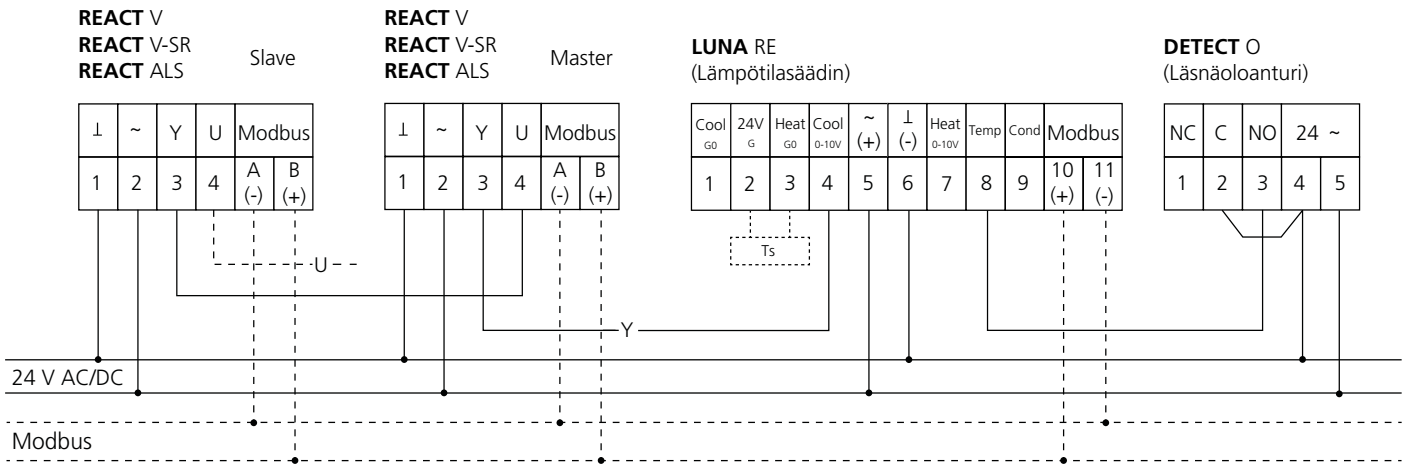 REACT V
REACT V-SR
REACT ALS
Slave
⊥ ~ Y U Modbus
1 2 3 4 A (-) B (+)
REACT V
REACT V-SR
REACT ALS
Master
⊥ ~ Y U Modbus
1 2 3 4 A (-) B (+)
LUNA RE
(Lämpötilasäädin)
Cool G0 24V G Heat G0 Cool 0-10V ~ (+) ⊥ (-) Heat 0-10V Temp Cond Modbus
1 2 3 4 5 6 7 8 9 10 (+) 11 (-)
DETECT O
(Läsnäoloanturi)
NC C NO 24 ~
1 2 3 4 5
Ts
U
Y
24 V AC/DC
Modbus